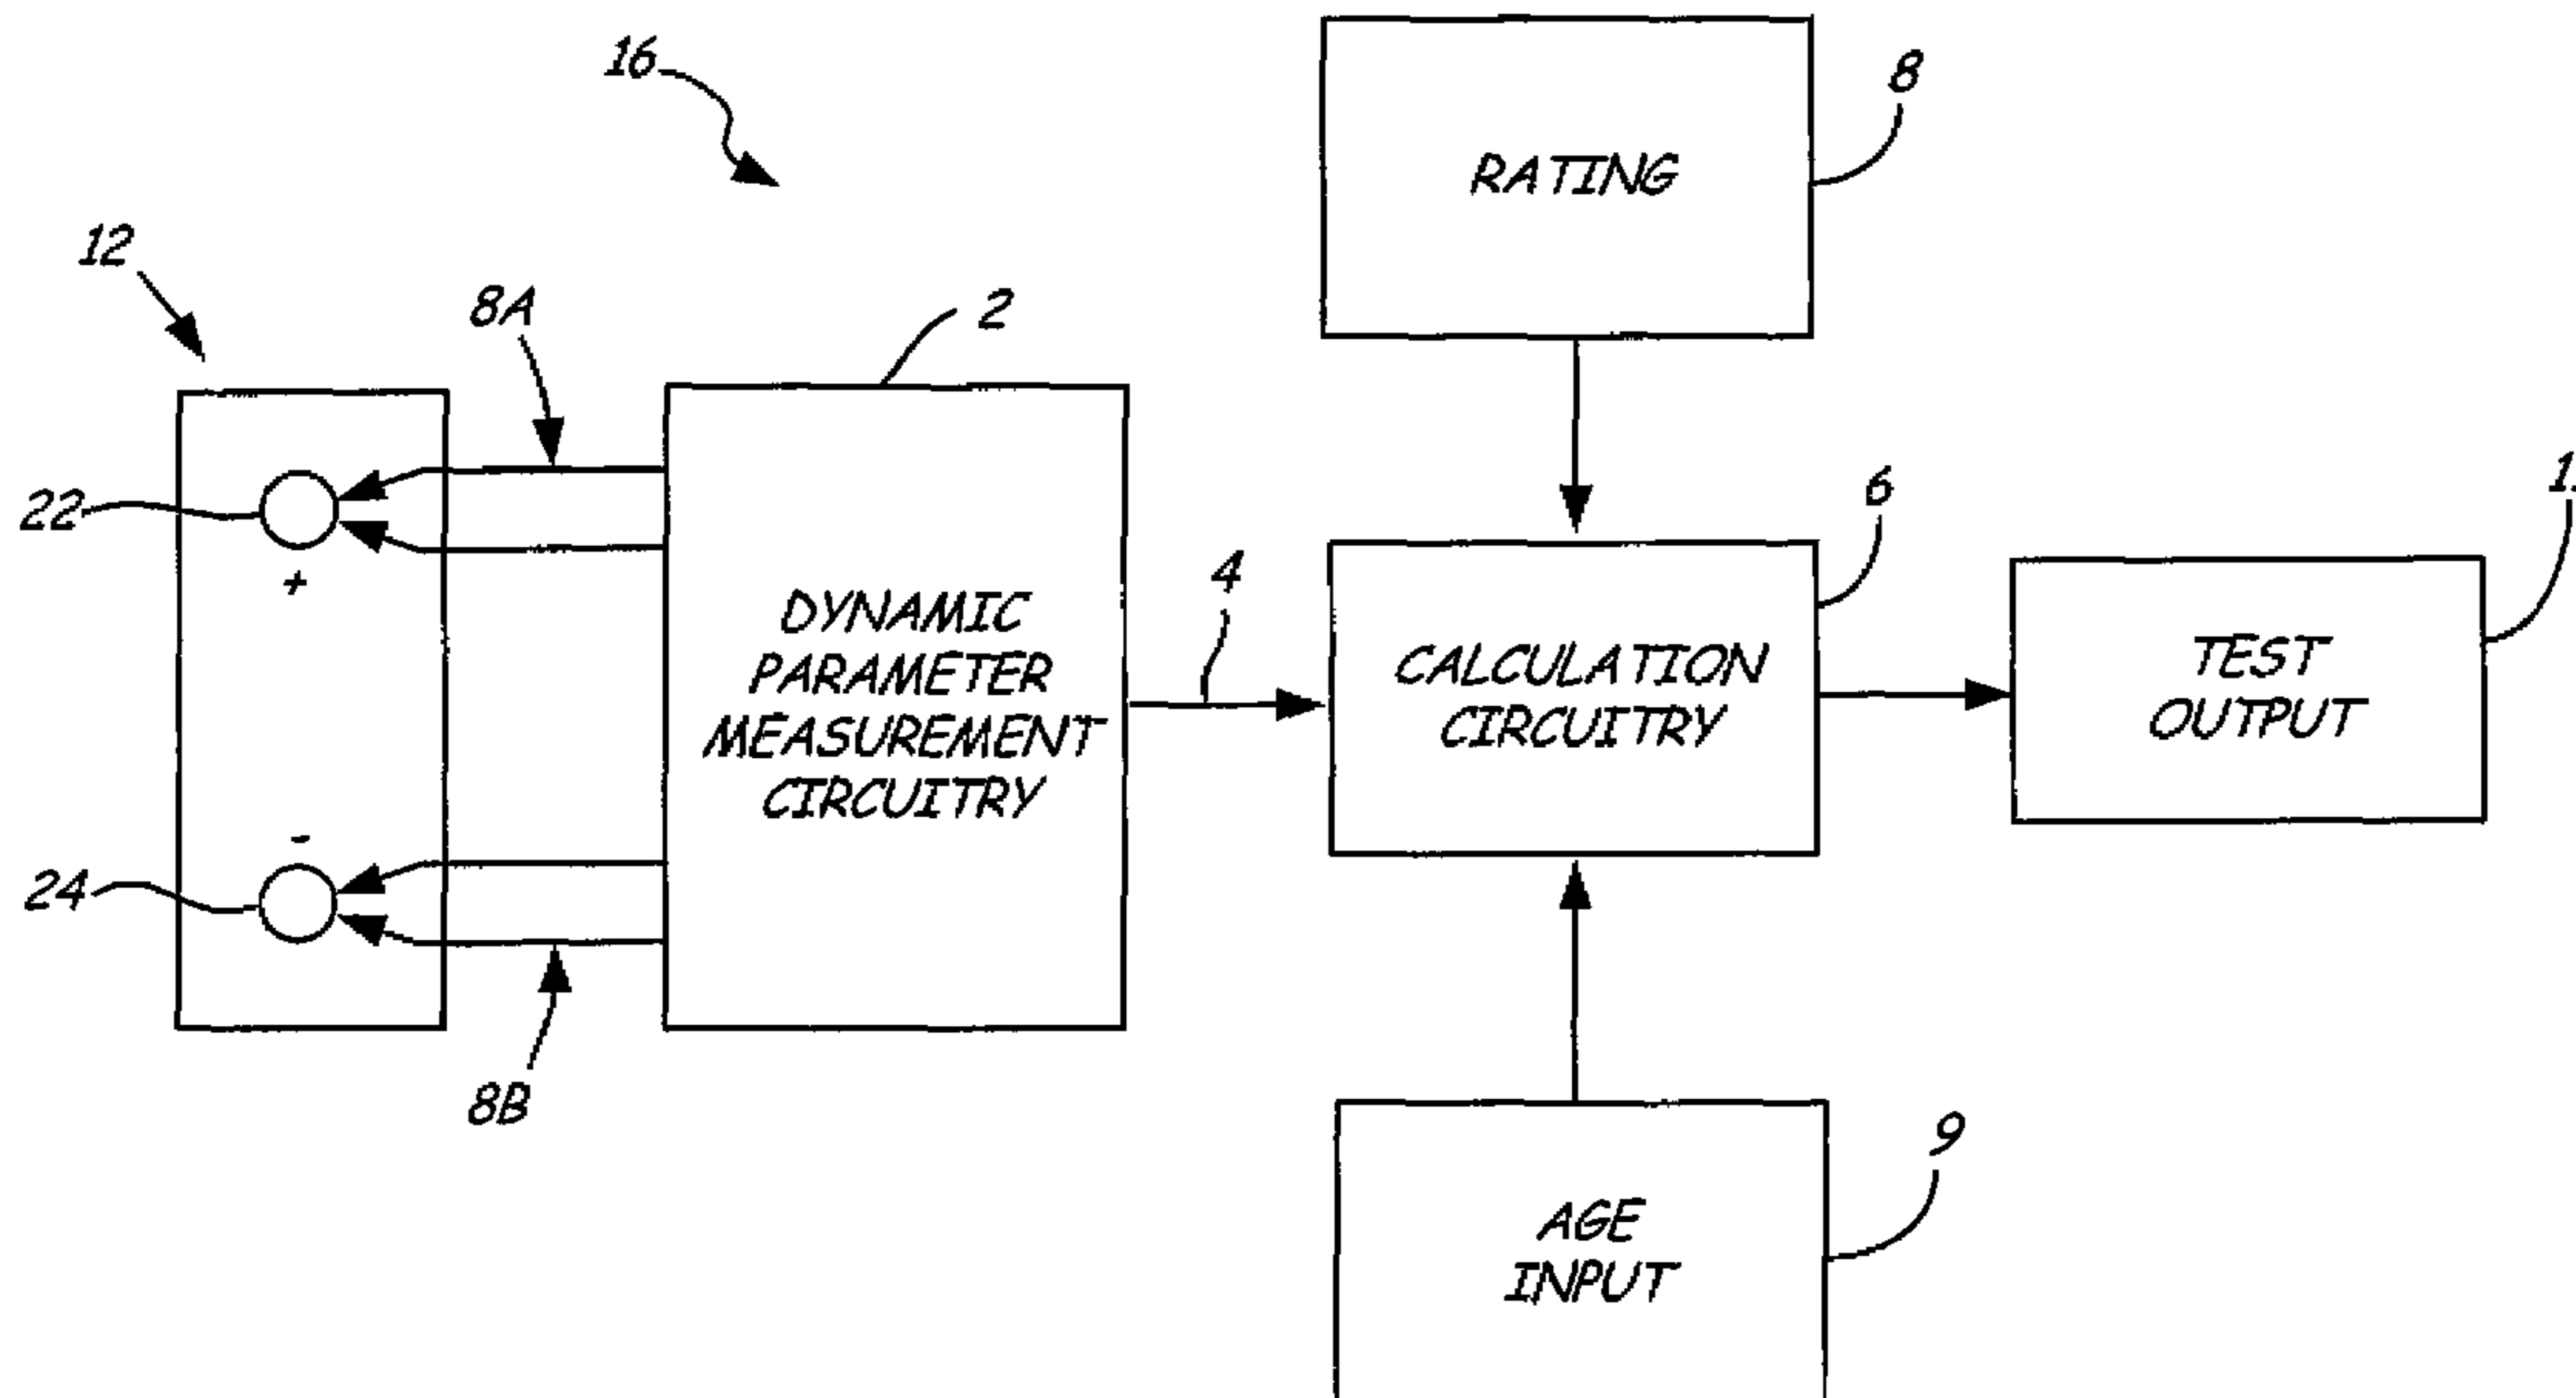 16
8
RATING
12
8A
2
22
+
6
4
DYNAMIC
PARAMETER
MEASUREMENT
CIRCUITRY
CALCULATION
CIRCUITRY
TEST
OUTPUT
-
24
8B
9
AGE
INPUT